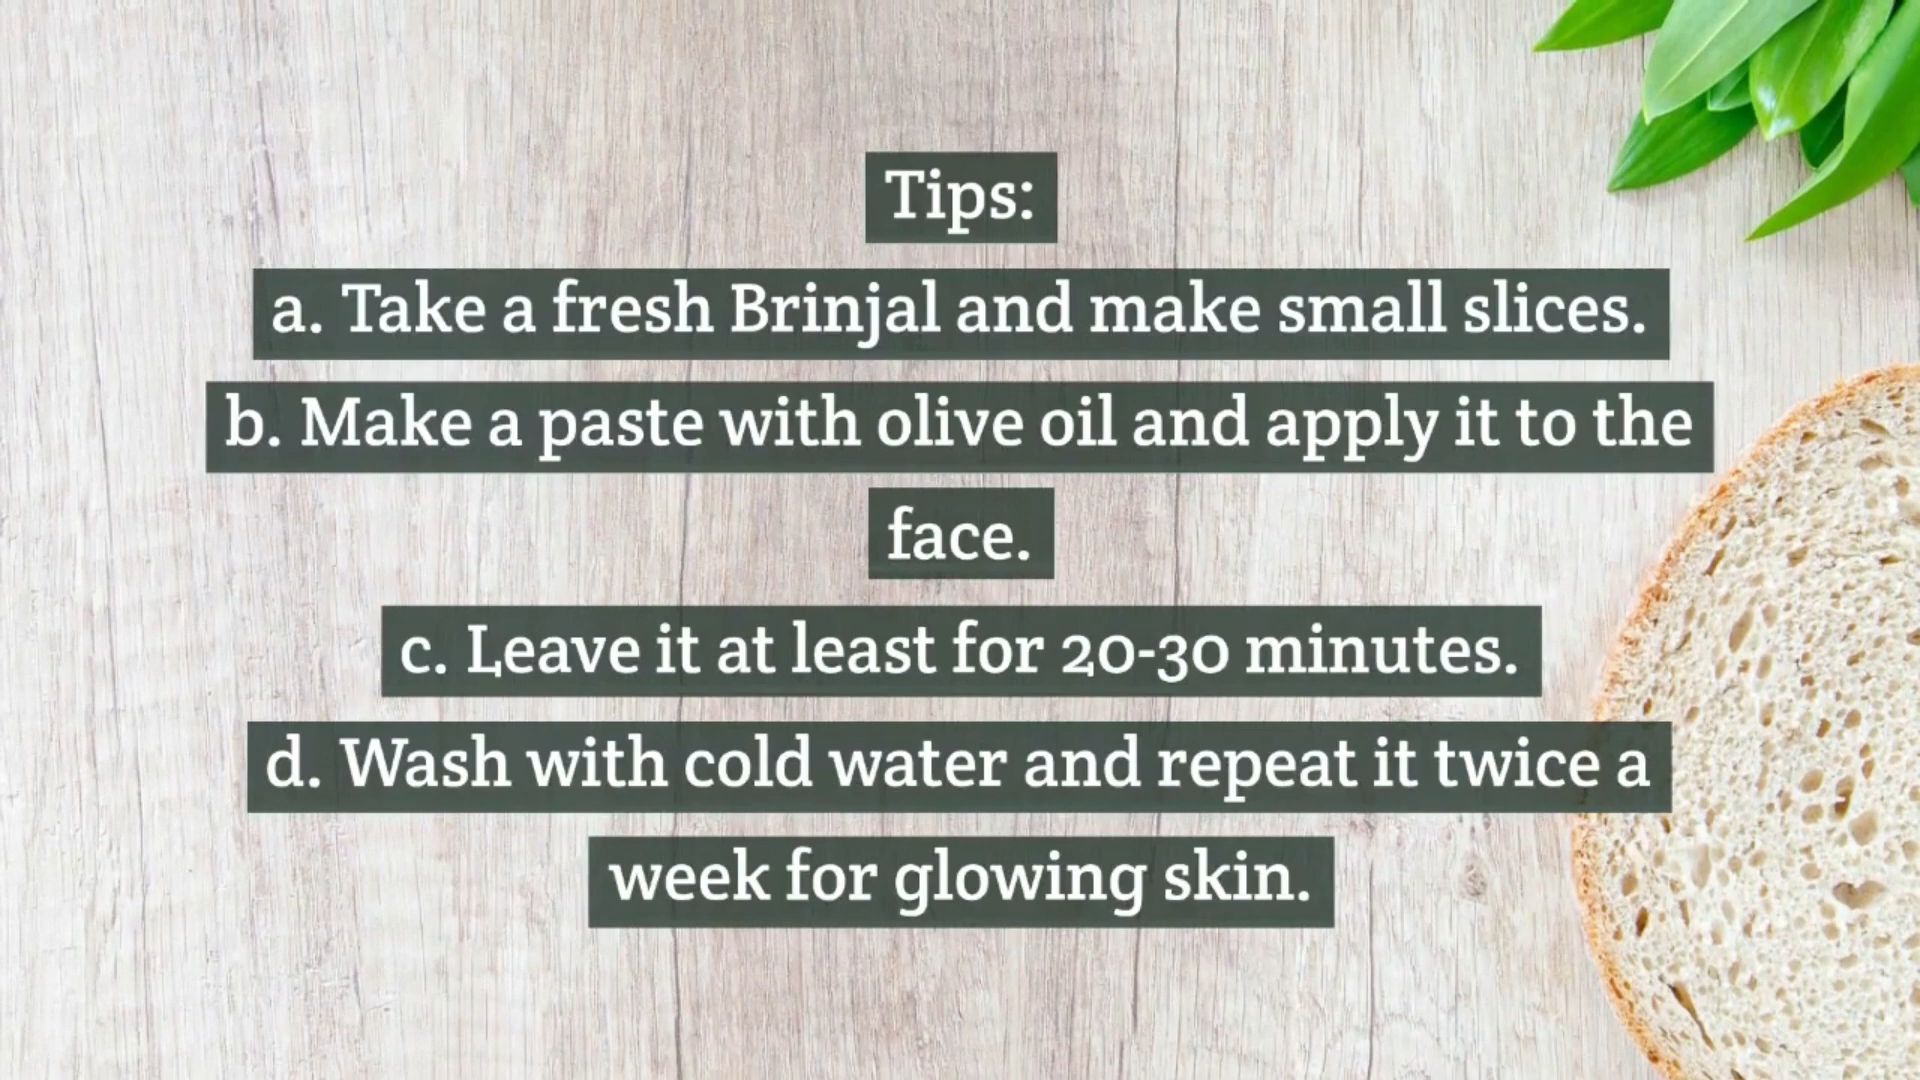 Tips:
a. Take a fresh Brinjal and make small slices.
b. Make a paste with olive oil and apply it to the
face.
c. Leave it at least for 20-30 minutes.
d. Wash with cold water and repeat it twice a
week for glowing skin.